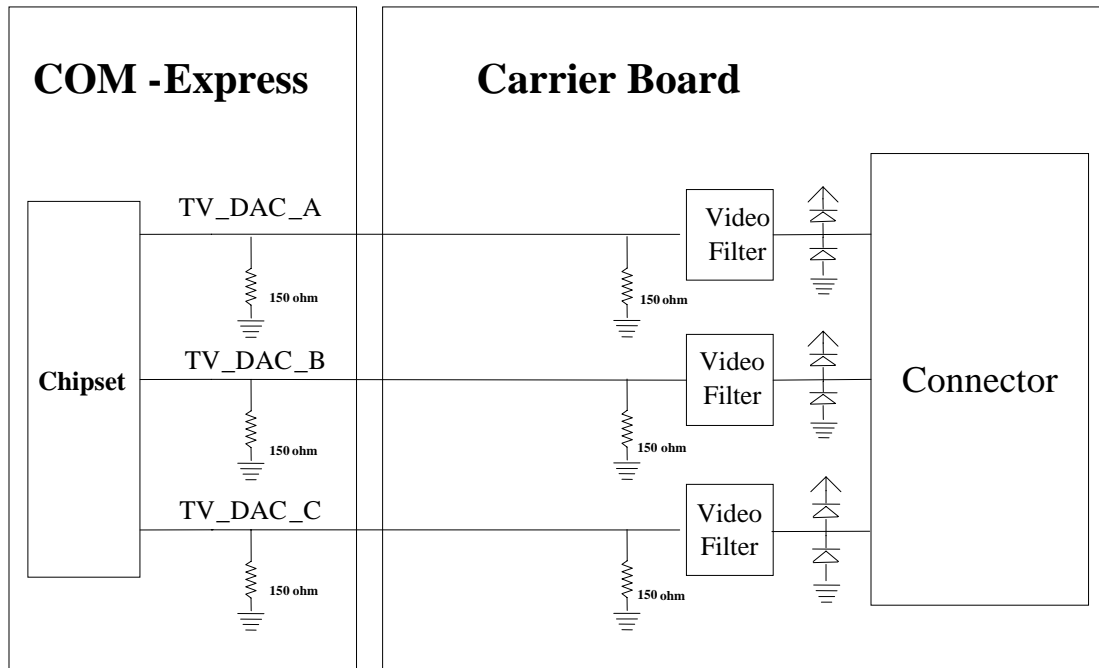 COM -Express
Carrier Board
TV_DAC_A
Video
Filter
150 ohm
150 ohm
TV_DAC_B
Video
Filter
Chipset
Connector
150 ohm
150 ohm
TV_DAC_C
Video
Filter
150 ohm
150 ohm